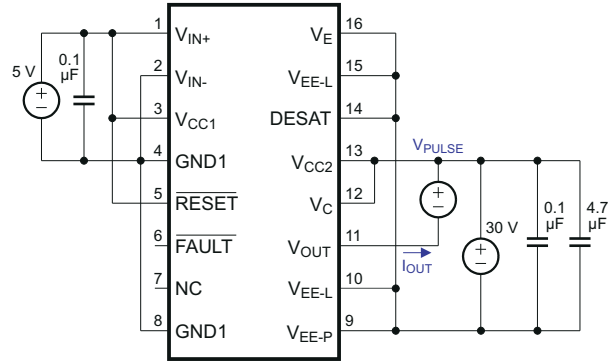 1 V_IN+ V_E 16
2 V_IN- V_EE-L 15
3 V_CC1 DESAT 14
4 GND1 V_CC2 13
5 RESET V_C 12
6 FAULT V_OUT 11
7 NC V_EE-L 10
8 GND1 V_EE-P 9
5 V
0.1
µF
V_PULSE
I_OUT
30 V
0.1
µF
4.7
µF